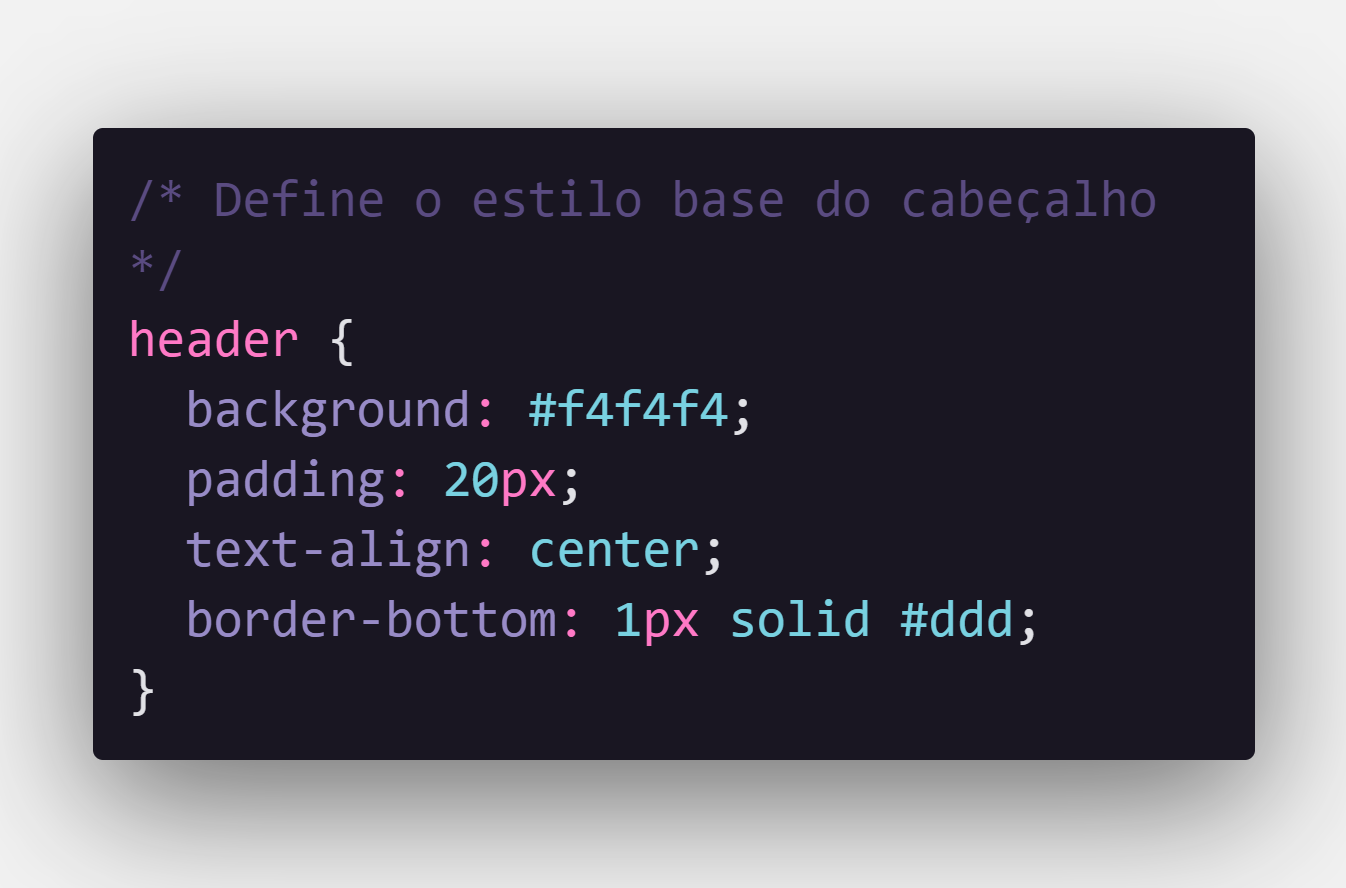 /* Define o estilo base do cabeçalho
*/
header {
  background: #f4f4f4;
  padding: 20px;
  text-align: center;
  border-bottom: 1px solid #ddd;
}